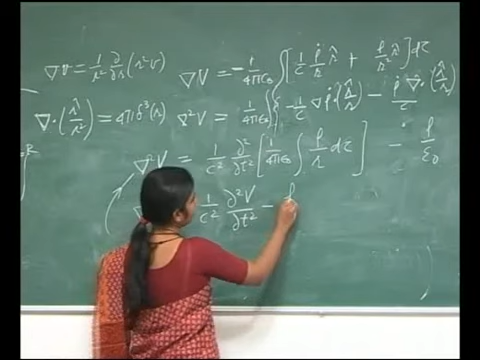 ∇v = 1/r² ∂/∂r (r²v)
∇V = -1/4πε₀ ∫[1/c ρ̇/r r̂ + ρ/r² r̂] dτ
∇·(r̂/r²) = 4πδ³(r)
∇²V = 1/4πε₀ ∫{-1/c ∇ρ̇·(r̂/r) - ρ̇/c ∇·(r̂/r)
∇²V = 1/c² ∂²/∂t² [1/4πε₀ ∫ ρ/r dτ] - ρ/ε₀
1/c² ∂²V/∂t² - ρ